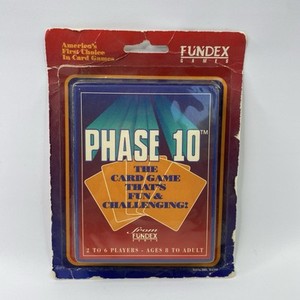 America's
First Choice
In Card Games
FUNDEX
GAMES
PHASE 10™
THE
CARD GAME
THAT'S
FUN &
CHALLENGING!
from
FUNDEX
GAMES
2 TO 6 PLAYERS - AGES 8 TO ADULT